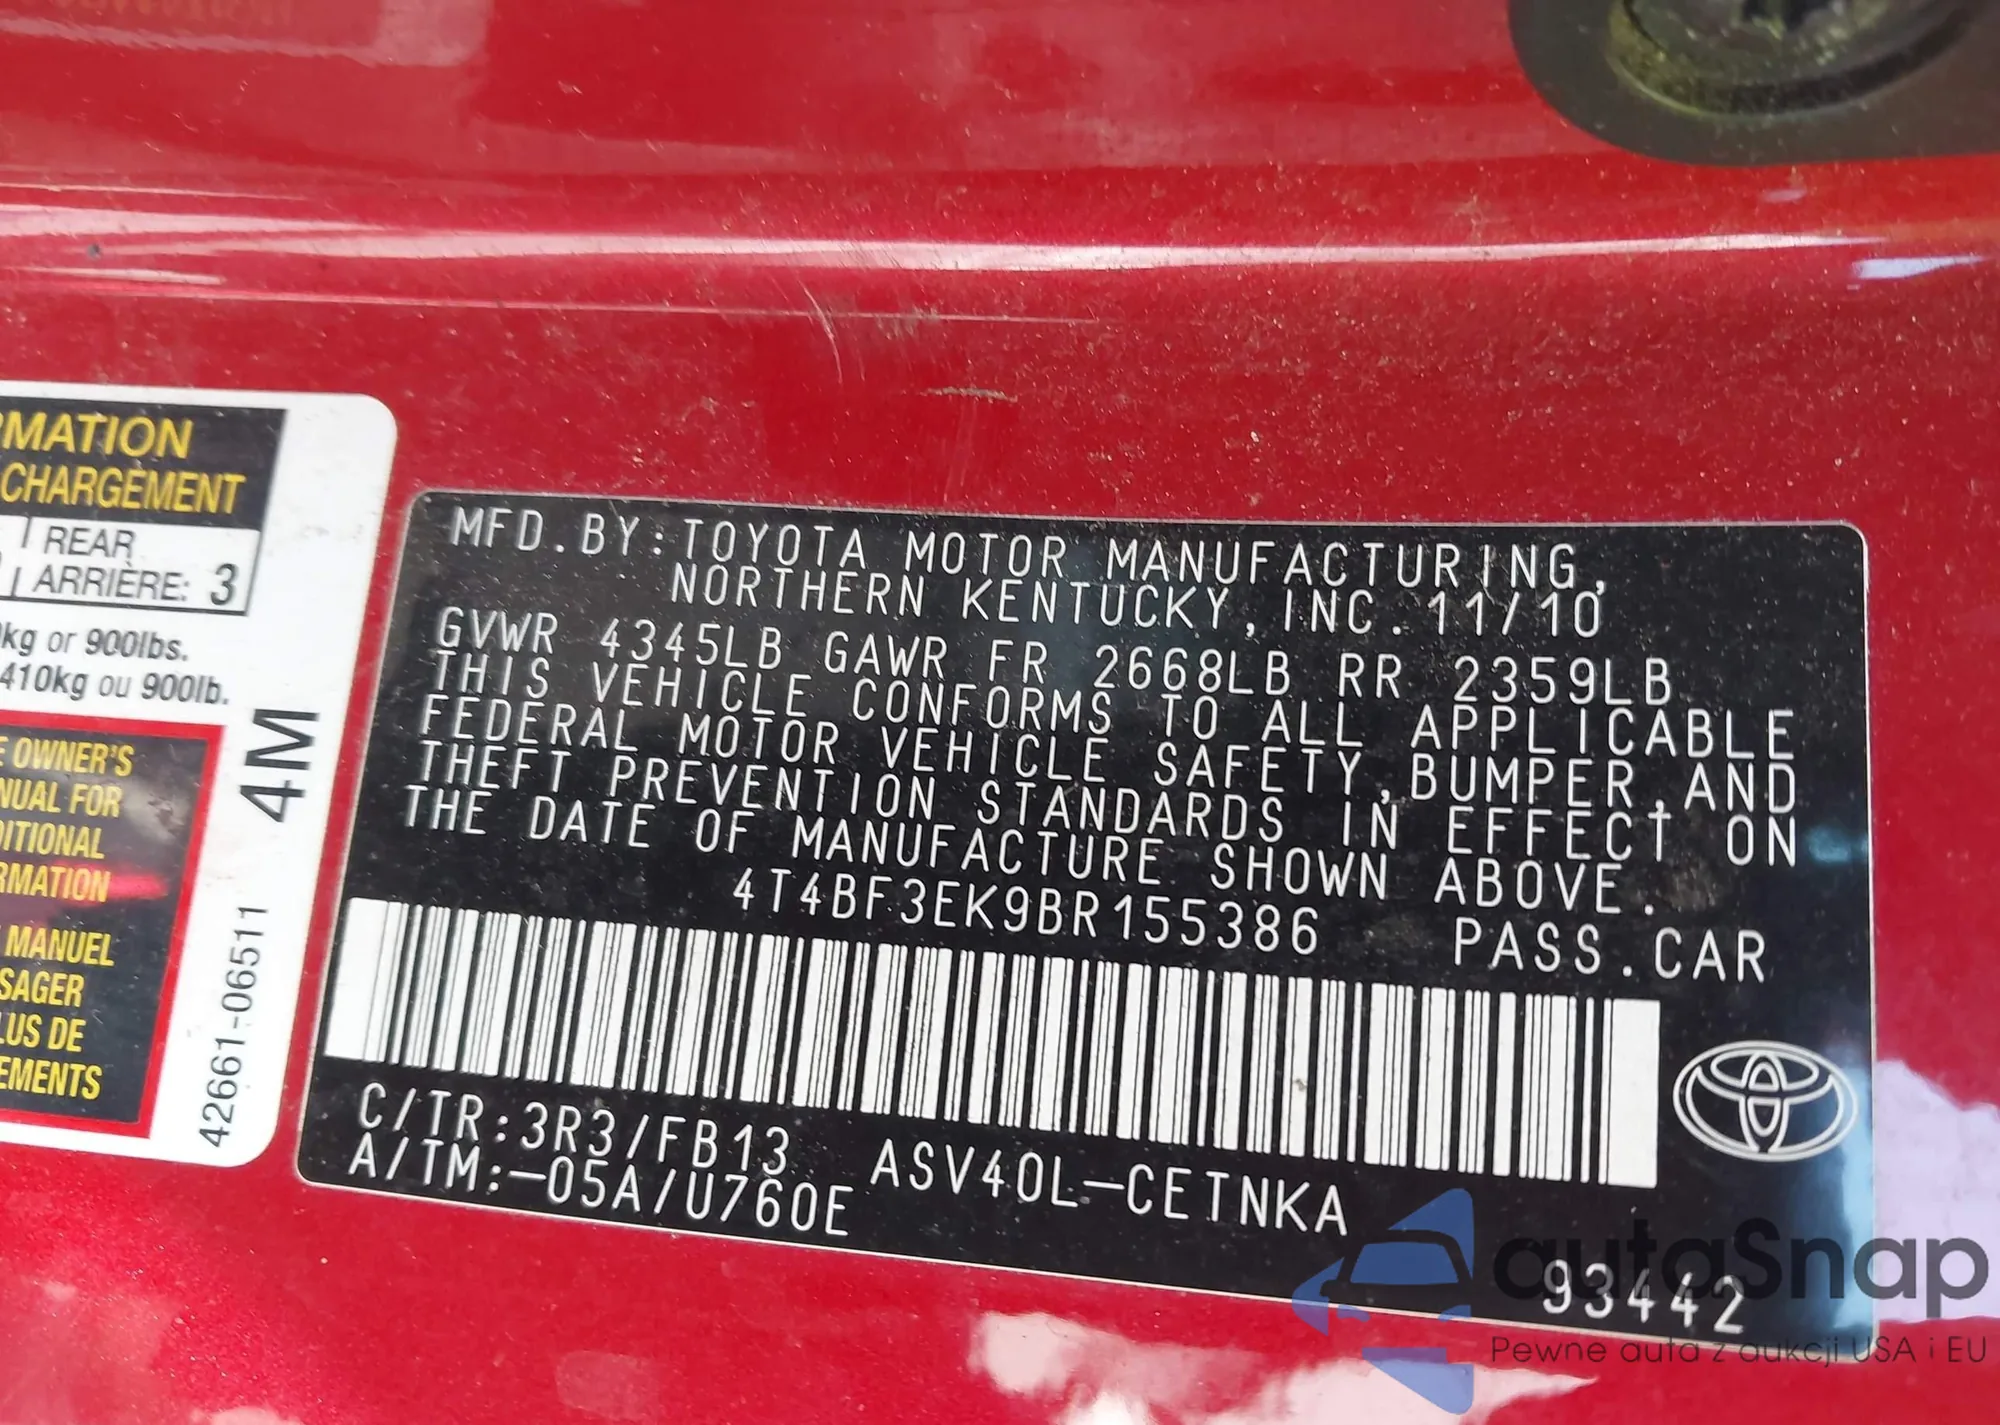 RMATION
CHARGEMENT
REAR
ARRIÈRE: 3
kg or 900lbs.
410kg ou 900lb.
E OWNER'S
NUAL FOR
DITIONAL
RMATION
MANUEL
SAGER
LUS DE
EMENTS
42661-06511 4M
MFD.BY:TOYOTA MOTOR MANUFACTURING,
NORTHERN KENTUCKY,INC.11/10
GVWR 4345LB GAWR FR 2668LB RR 2359LB
THIS VEHICLE CONFORMS TO ALL APPLICABLE
FEDERAL MOTOR VEHICLE SAFETY,BUMPER,AND
THEFT PREVENTION STANDARDS IN EFFECT ON
THE DATE OF MANUFACTURE SHOWN ABOVE.
4T4BF3EK9BR155386 PASS.CAR
C/TR:3R3/FB13 ASV40L-CETNKA
A/TM:-05A/U760E
93442
autaSnap
Pewne auta z aukcji USA i EU